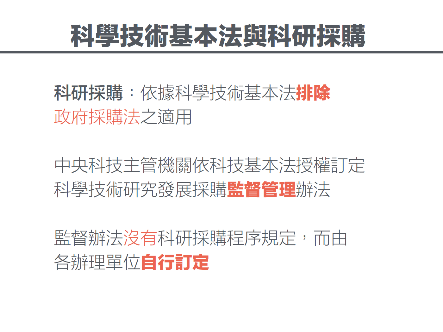 科學技術基本法與科研採購
科研採購：依據科學技術基本法排除
政府採購法之適用
中央科技主管機關依科技基本法授權訂定
科學技術研究發展採購監督管理辦法
監督辦法沒有科研採購程序規定，而由
各辦理單位自行訂定